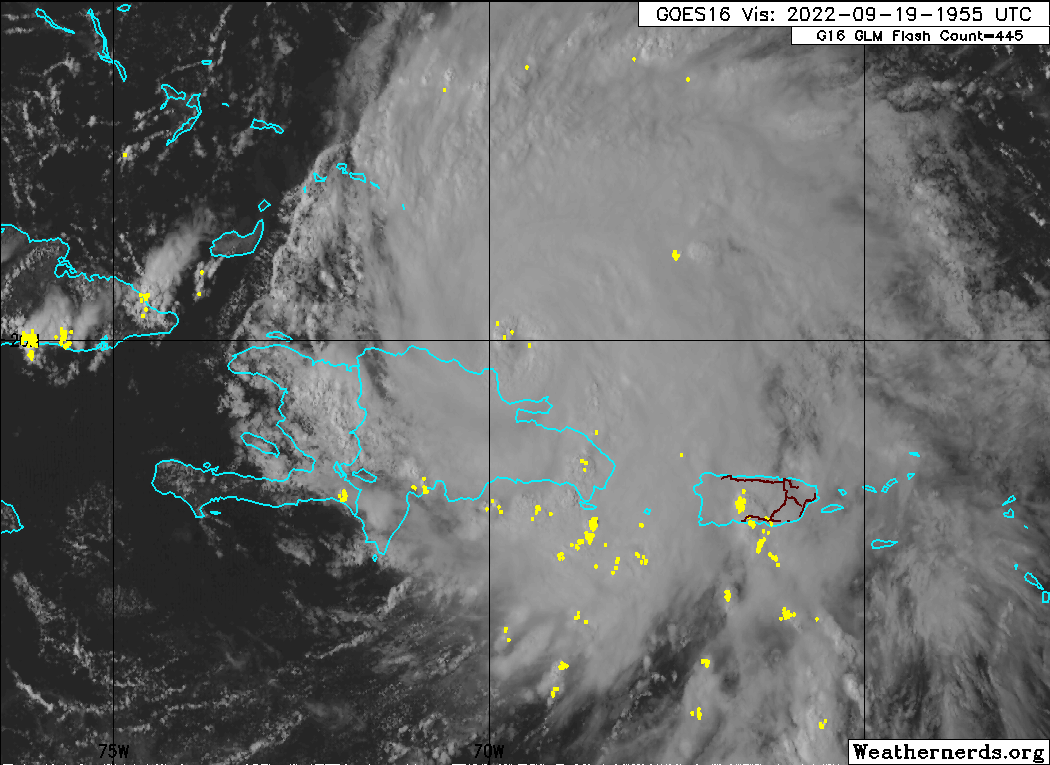 GOES16 Vis: 2022-09-19-1955 UTC
G16 GLM Flash Count=445
75W
70W
Weathernerds.org